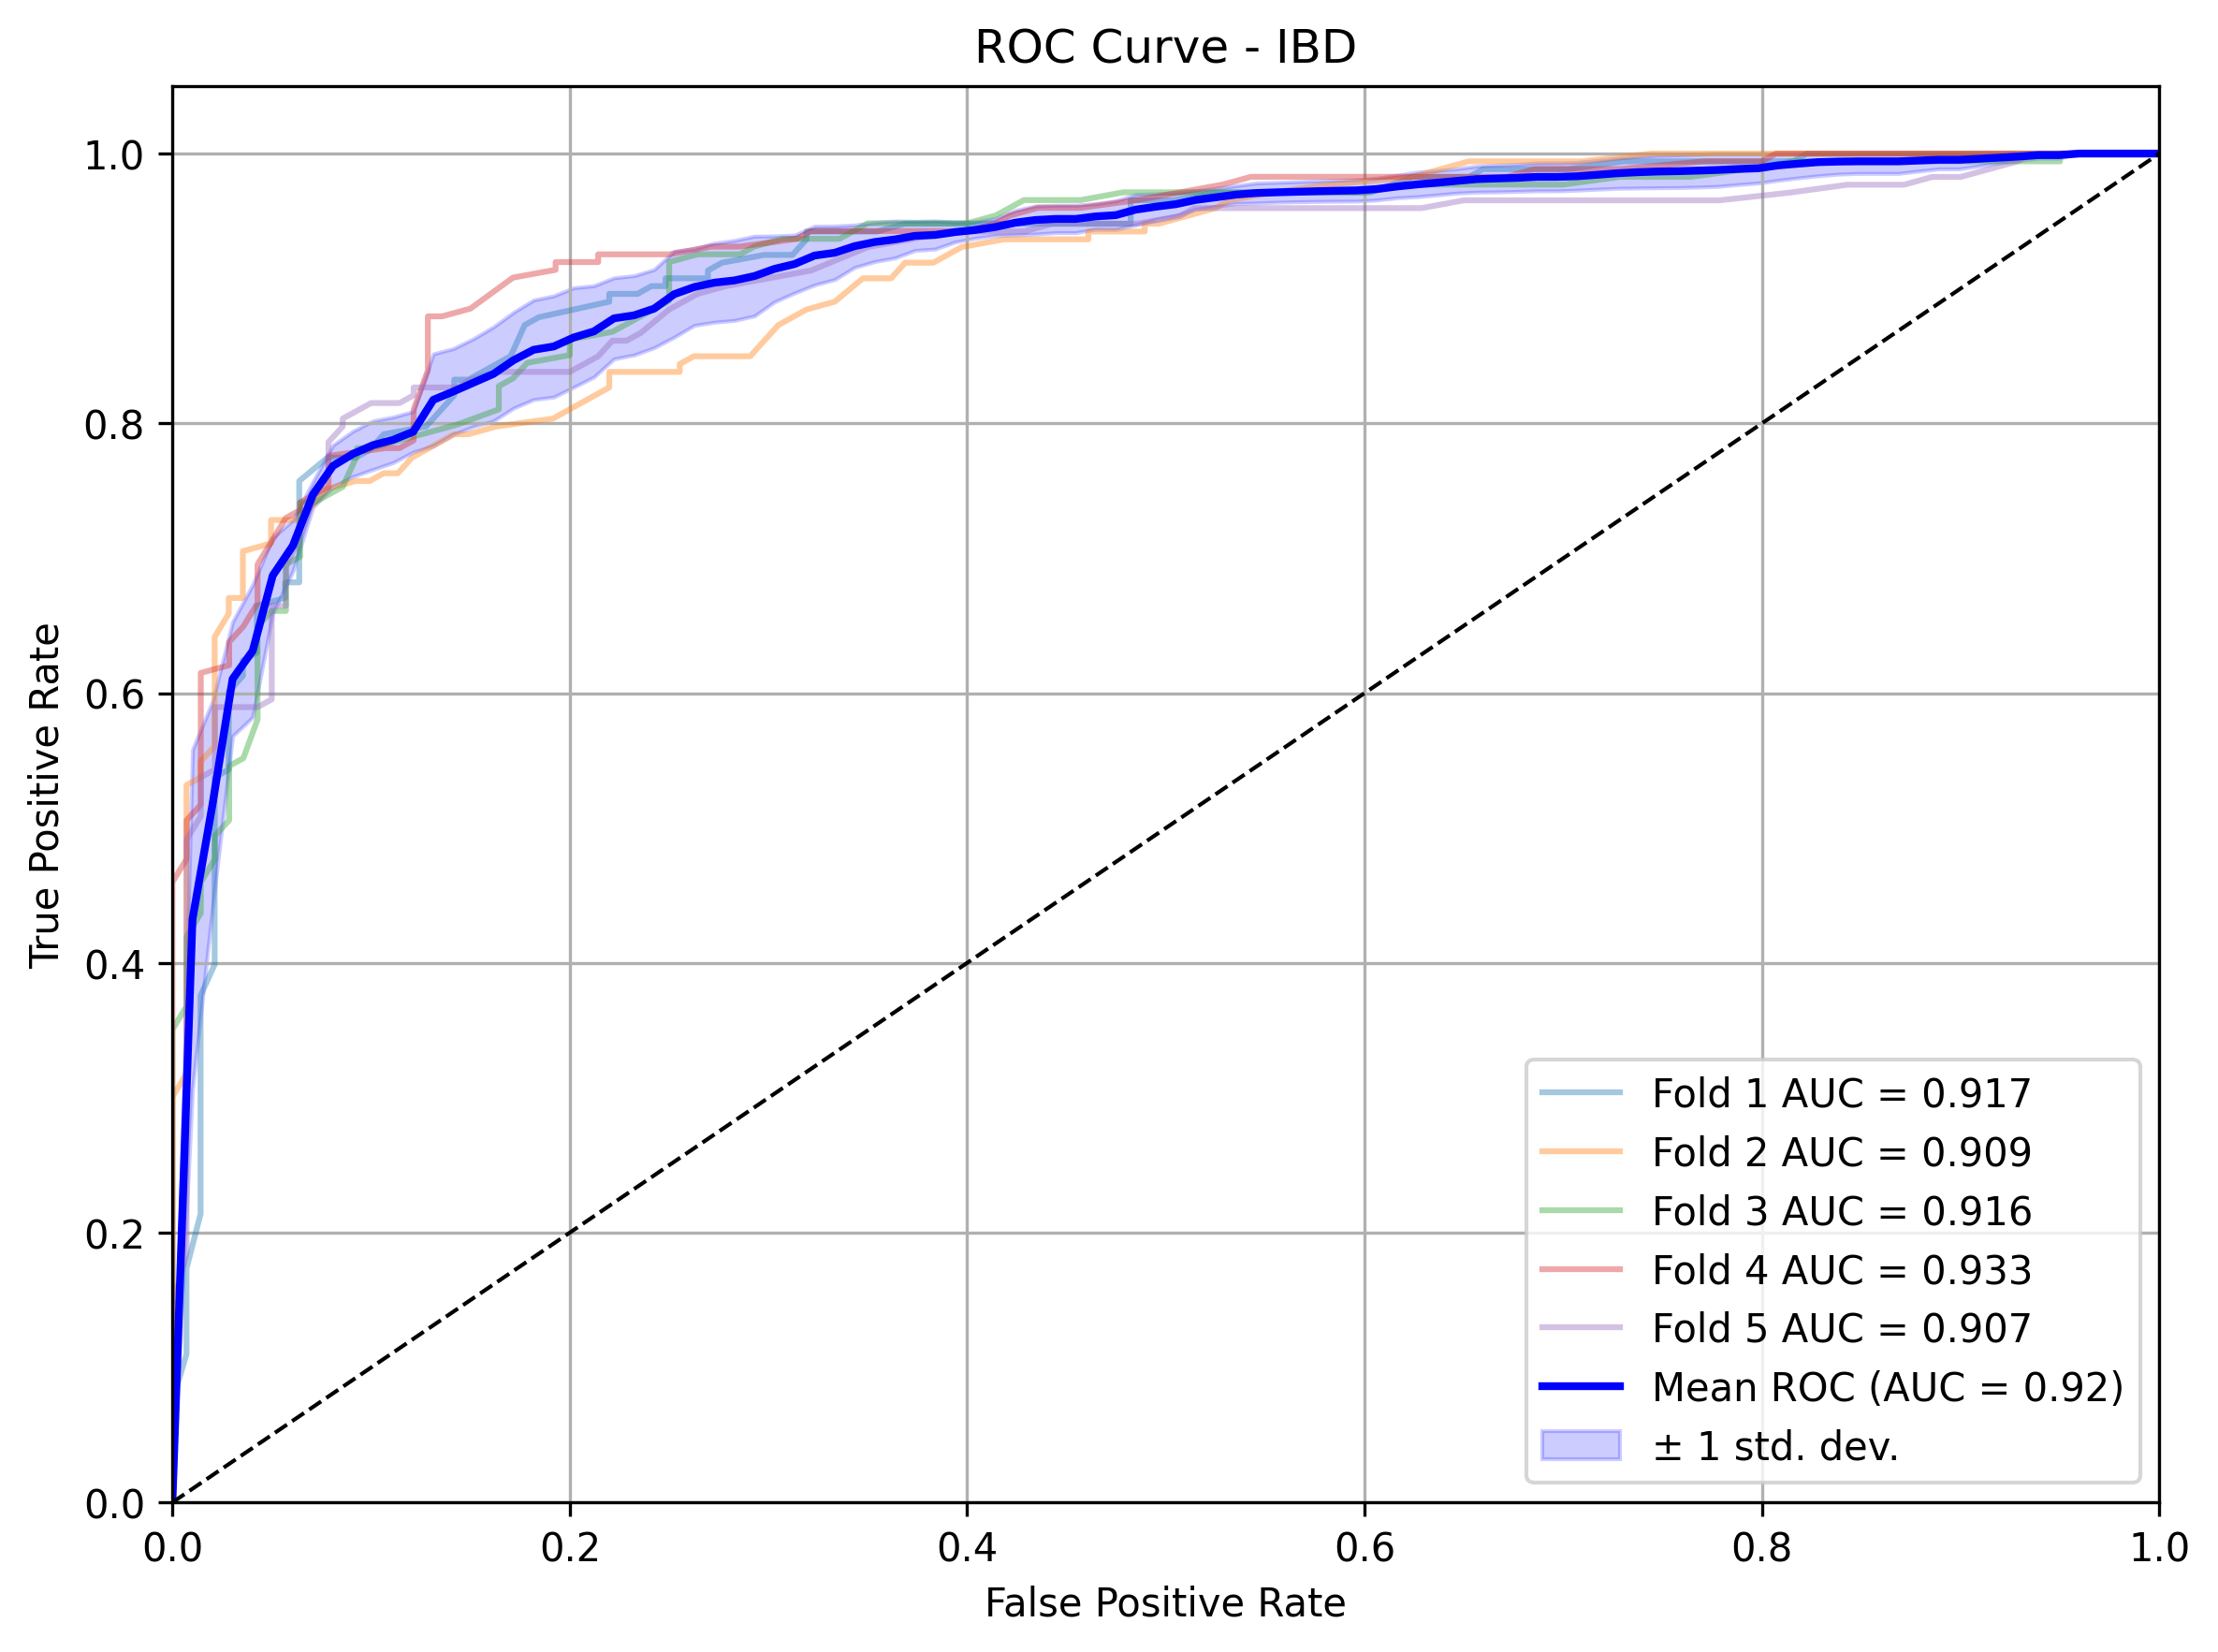 ROC Curve - IBD
True Positive Rate
1.0
0.8
0.6
0.4
0.2
0.0
Fold 1 AUC = 0.917
Fold 2 AUC = 0.909
Fold 3 AUC = 0.916
Fold 4 AUC = 0.933
Fold 5 AUC = 0.907
Mean ROC (AUC = 0.92)
± 1 std. dev.
0.0 0.2 0.4 0.6 0.8 1.0
False Positive Rate